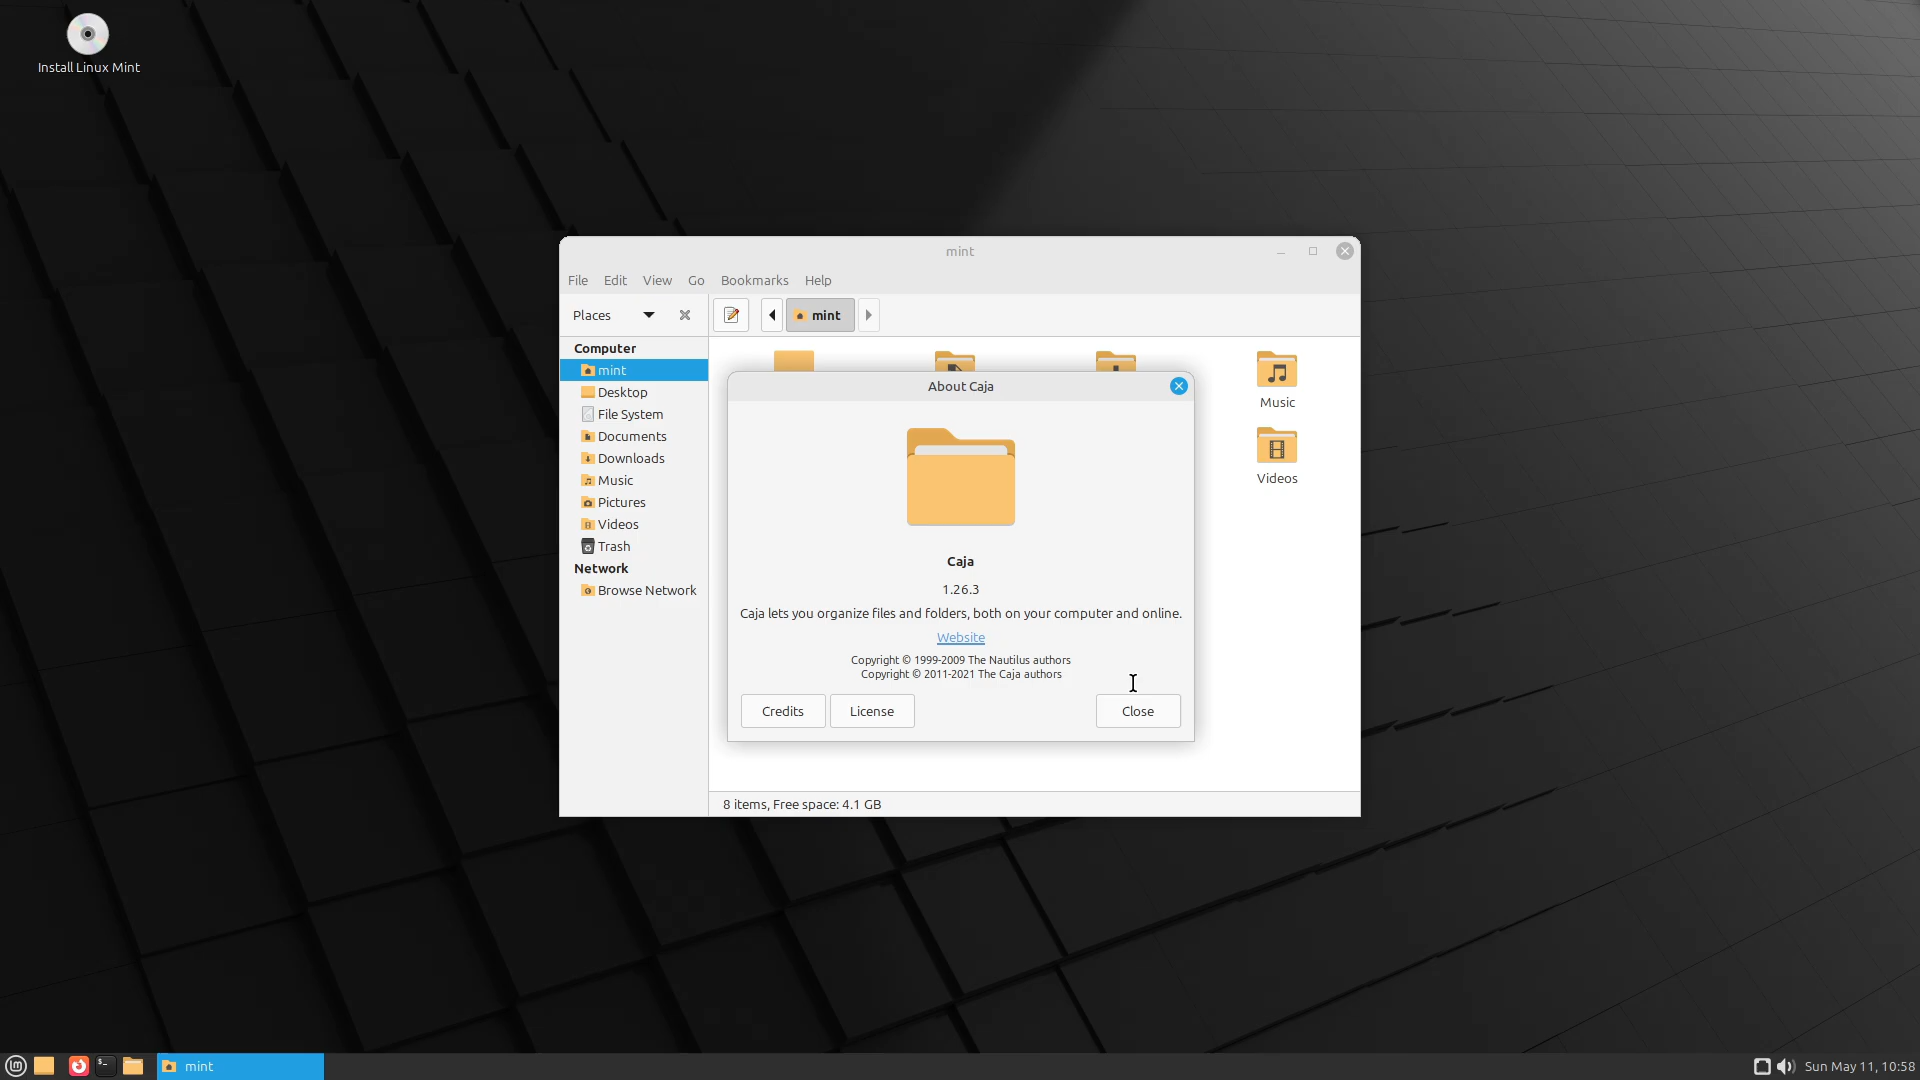 Install Linux Mint
mint
File Edit View Go Bookmarks Help
Places
mint
Computer
mint
Desktop
File System
Documents
Downloads
Music
Pictures
Videos
Trash
Network
Browse Network
Music
Videos
About Caja
Caja
1.26.3
Caja lets you organize files and folders, both on your computer and online.
Website
Copyright © 1999-2009 The Nautilus authors
Copyright © 2011-2021 The Caja authors
Credits License Close
8 items, Free space: 4.1 GB
mint
Sun May 11, 10:58